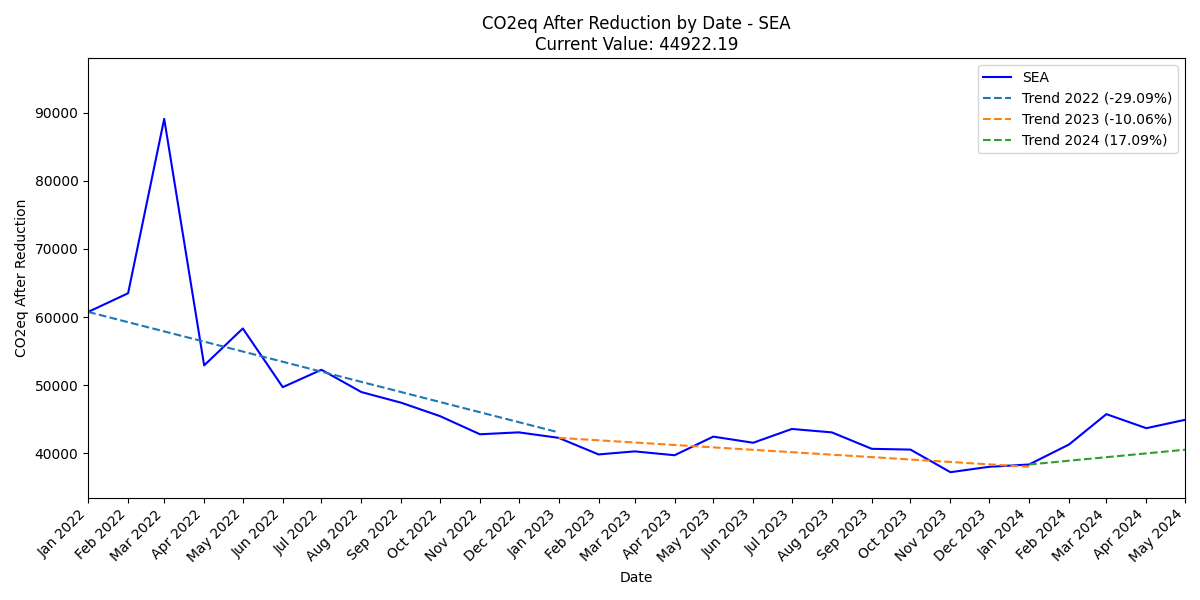 CO2eq After Reduction by Date - SEA
Current Value: 44922.19
SEA
Trend 2022 (-29.09%)
Trend 2023 (-10.06%)
Trend 2024 (17.09%)
CO2eq After Reduction
90000
80000
70000
60000
50000
40000
Jan 2022
Feb 2022
Mar 2022
Apr 2022
May 2022
Jun 2022
Jul 2022
Aug 2022
Sep 2022
Oct 2022
Nov 2022
Dec 2022
Jan 2023
Feb 2023
Mar 2023
Apr 2023
May 2023
Jun 2023
Jul 2023
Aug 2023
Sep 2023
Oct 2023
Nov 2023
Dec 2023
Jan 2024
Feb 2024
Mar 2024
Apr 2024
May 2024
Date